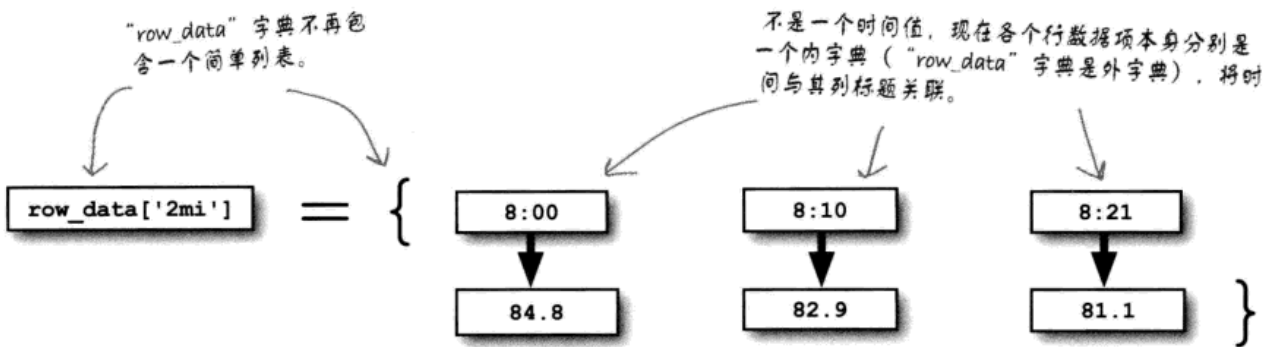 “row_data”字典不再包
含一个简单列表。
不是一个时间值，现在各个行数据项本身分别是
一个内字典（“row_data”字典是外字典），将时
间与其列标题关联。
row_data['2mi'] = { 8:00 8:10 8:21
84.8 82.9 81.1 }